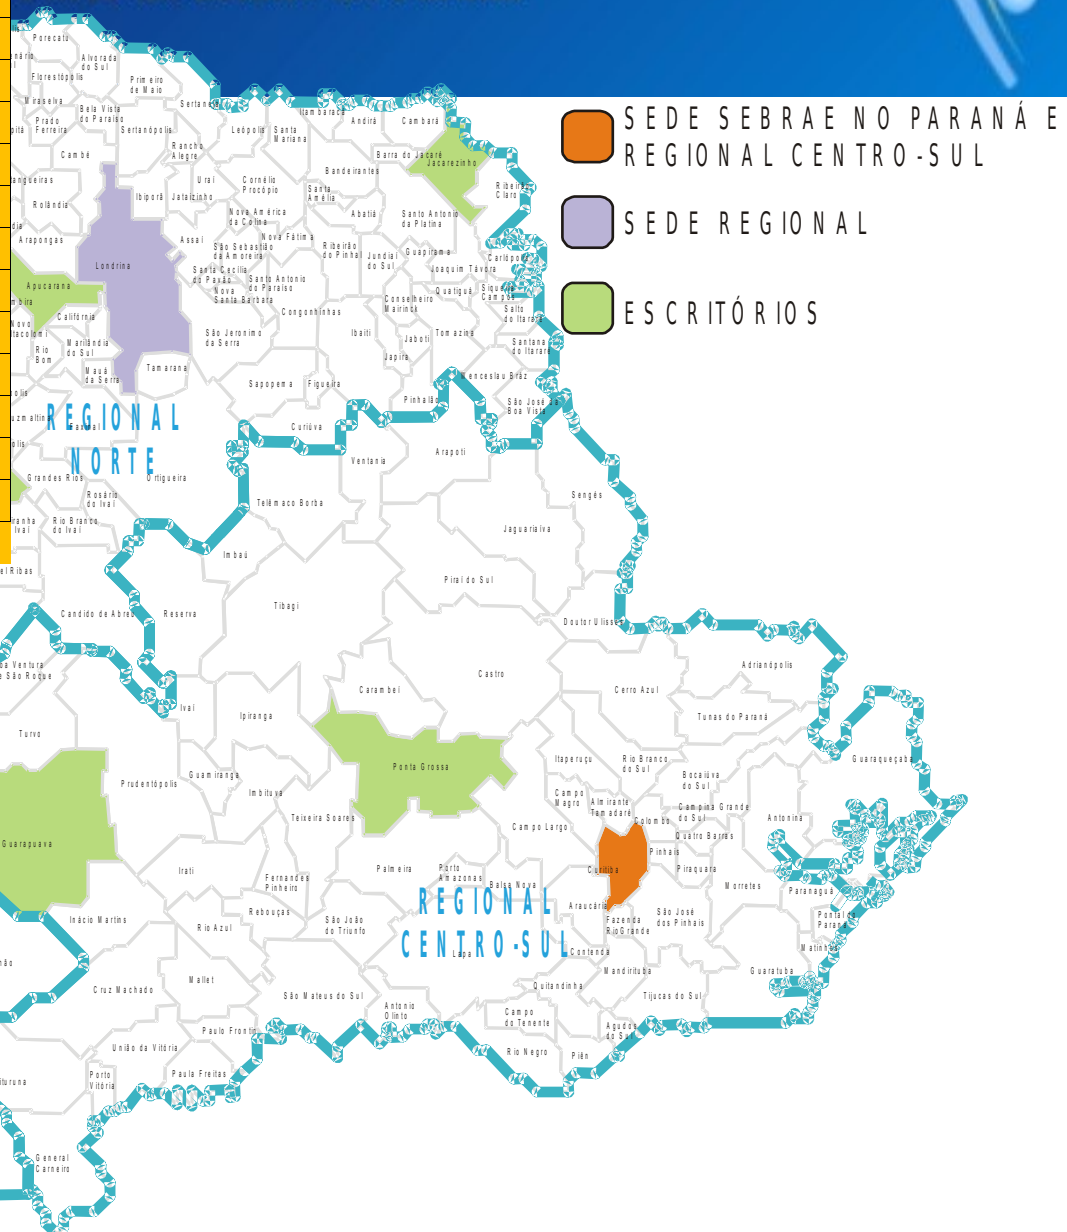 SEDE SEBRAE NO PARANÁ E
REGIONAL CENTRO-SUL
SEDE REGIONAL
ESCRITÓRIOS
Porecatu
Alvorada
do Sul
Florestópolis
Primeiro
de Maio
Miraselva
Bela Vista
do Paraíso
Prado
Ferreira
Sertanópolis
Leópolis
Santa
Mariana
Itambaracá
Andirá
Cambará
Cambé
Rancho
Alegre
Barra do Jacaré
Jacarezinho
Bandeirantes
Uraí
Cornélio
Procópio
Santa
Amélia
Ribeirão
Claro
Rolândia
Ibiporã
Jataizinho
Nova América
da Colina
Abatiá
Santo Antonio
da Platina
Arapongas
Assaí
Nova Fátima
São Sebastião
da Amoreira
Ribeirão
do Pinhal
Jundiaí
do Sul
Guapirama
Carlópolis
Londrina
Joaquim Távora
Santa Cecília
do Pavão
Santo Antonio
do Paraíso
Apucarana
Nova
Santa Barbara
Quatiguá
Siqueira
Campos
Conselheiro
Mairinck
Salto
do Itararé
Califórnia
Congonhinhas
São Jeronimo
da Serra
Ibaiti
Jaboti
Tomazina
Santana
do Itararé
Rio
Bom
Marilândia
do Sul
Japira
Mauá
da Serra
Tamarana
Sapopema
Figueira
Wenceslau Bráz
Pinhalão
São José da
Boa Vista
REGIONAL
NORTE
Faxinal
Curiúva
Arapoti
Ventania
Grandes Rios
Ortigueira
Rosário
do Ivaí
Sengés
Telêmaco Borba
Rio Branco
do Ivaí
Jaguariaíva
Imbaú
Piraí do Sul
Tibagi
Candido de Abreu
Reserva
Doutor Ulisses
Adrianópolis
Castro
Carambeí
Cerro Azul
Ivaí
Ipiranga
Tunas do Paraná
Turvo
Itaperuçu
Rio Branco
do Sul
Guaraqueçaba
Ponta Grossa
Guamiranga
Bocaiúva
do Sul
Prudentópolis
Imbituva
Campo
Magro
Almirante
Tamadaré
Campina Grande
do Sul
Teixeira Soares
Colombo
Antonina
Campo Largo
Quatro Barras
Guarapuava
Pinhais
Irati
Palmeira
Porto
Amazonas
Curitiba
Piraquara
Fernandes
Pinheiro
Balsa Nova
Morretes
Paranaguá
REGIONAL
CENTRO-SUL
Rebouças
Araucária
São José
dos Pinhais
Inácio Martins
São João
do Triunfo
Fazenda
Rio Grande
Pontal do
Paraná
Rio Azul
Matinhos
Lapa
Contenda
Mandirituba
Guaratuba
Mallet
Quitandinha
Cruz Machado
São Mateus do Sul
Tijucas do Sul
Antonio
Olinto
Campo
do Tenente
Paulo Frontin
Agudos
do Sul
União da Vitória
Rio Negro
Piên
Porto
Vitória
Paula Freitas
General
Carneiro